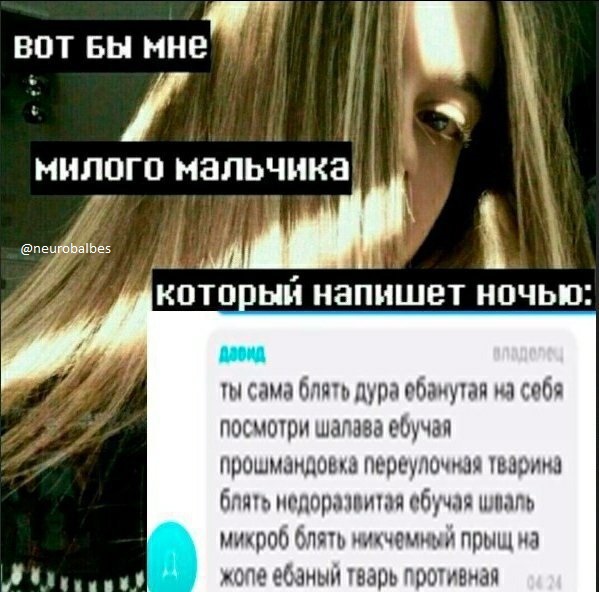 вот бы мне
милого мальчика
@neurobalbes
который напишет ночью:
давид владелец
ты сама блять дура ебанутая на себя
посмотри шалава ебучая
прошмандовка переулочная тварина
блять недоразвитая ебучая шваль
микроб блять никчемный прыщ на
жопе ебаный тварь противная 04:24
Д